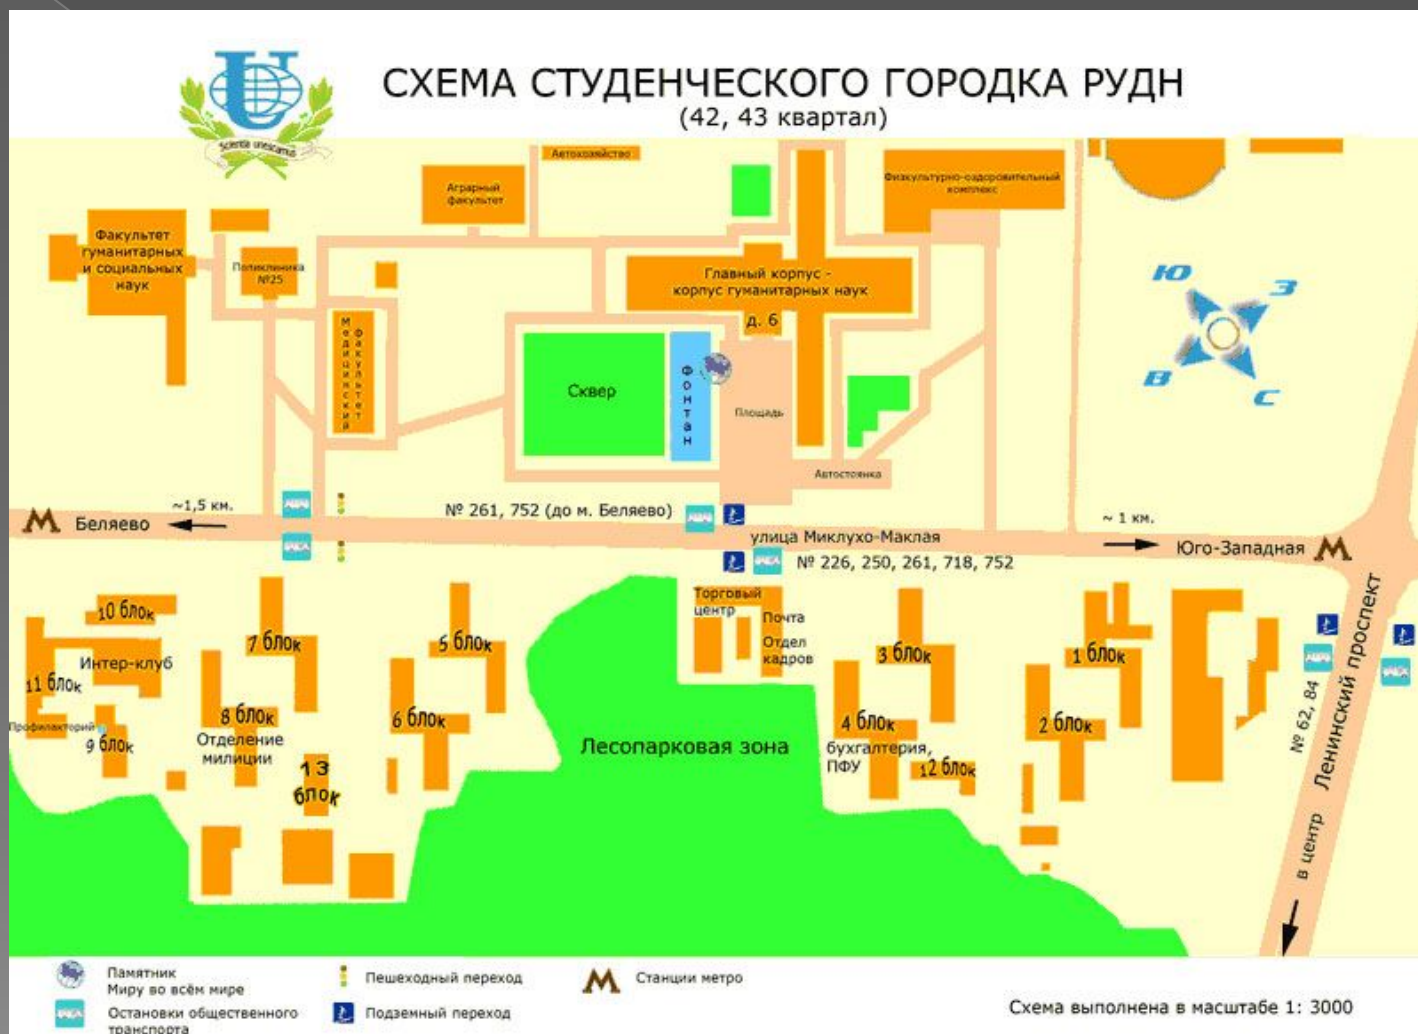 СХЕМА СТУДЕНЧЕСКОГО ГОРОДКА РУДН
(42, 43 квартал)
Scientia unescamus
Автохозяйство
Аграрный
факультет
Физкультурно-оздоровительный
комплекс
Факультет
гуманитарных
и социальных
наук
Поликлиника
№25
Главный корпус -
корпус гуманитарных наук
д. 6
Медицинский
факультет
Сквер
Фонтан
Площадь
Автостоянка
Ю
З
В
С
~1,5 км.
М Беляево
№ 261, 752 (до м. Беляево)
улица Миклухо-Маклая
№ 226, 250, 261, 718, 752
~ 1 км.
Юго-Западная М
10 блок
Интер-клуб
11 блок
Профилакторий
9 блок
7 блок
8 блок
Отделение
милиции
13
блок
5 блок
6 блок
Торговый
центр
Почта
Отдел
кадров
3 блок
4 блок
бухгалтерия,
ПФУ
12 блок
1 блок
2 блок
Лесопарковая зона
№ 62, 84
Ленинский проспект
в центр
Памятник
Миру во всём мире
Остановки общественного
транспорта
Пешеходный переход
Подземный переход
М Станции метро
Схема выполнена в масштабе 1: 3000